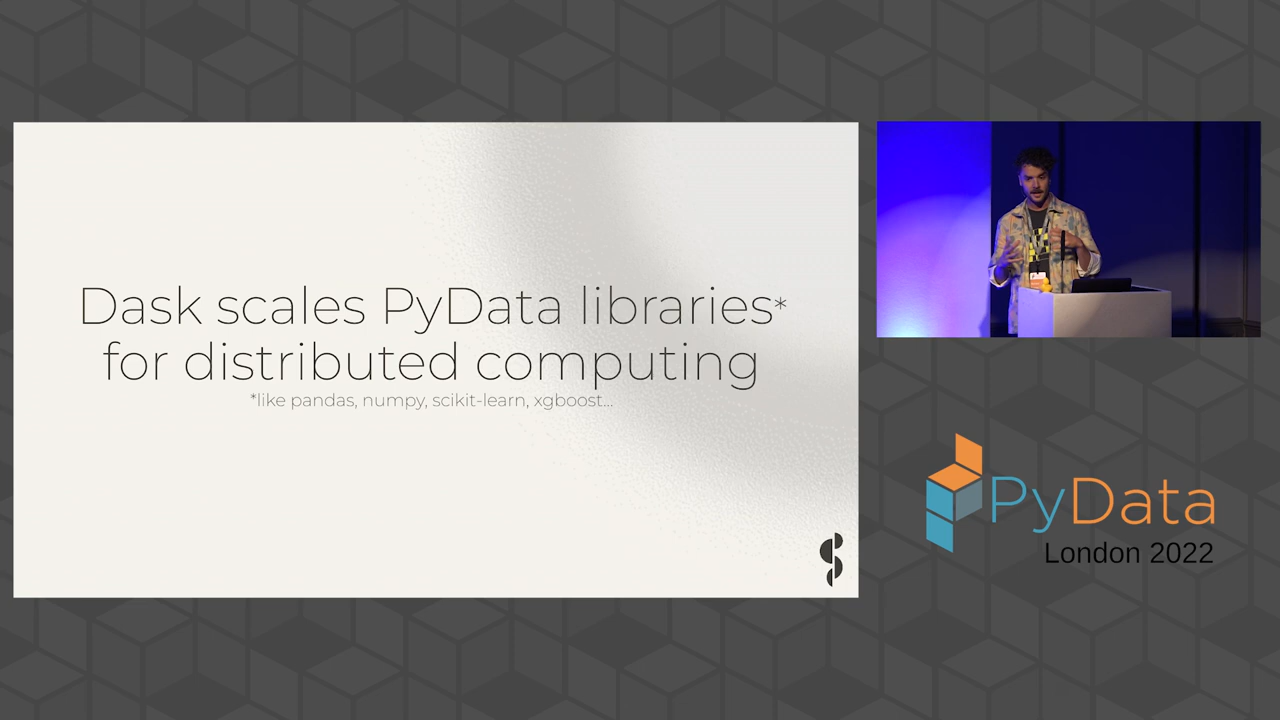 Dask scales PyData libraries*
for distributed computing
*like pandas, numpy, scikit-learn, xgboost...
PyData
London 2022